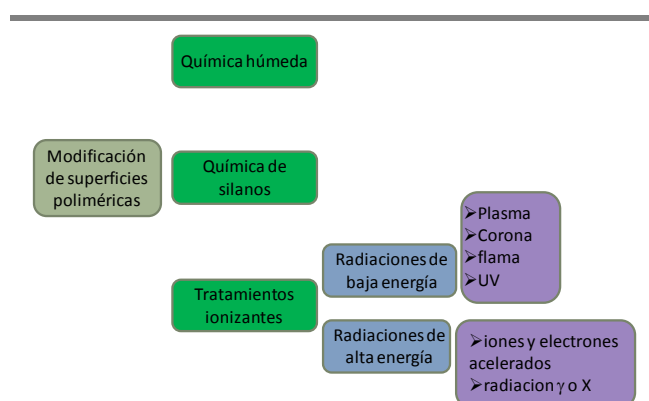 Química húmeda
Modificación
de superficies
poliméricas
Química de
silanos
Tratamientos
ionizantes
Radiaciones de
baja energía
➢Plasma
➢Corona
➢flama
➢UV
Radiaciones de
alta energía
➢iones y electrones
acelerados
➢radiacion γ o X